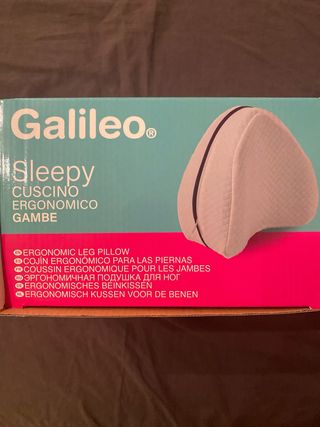 Galileo®
Sleepy
CUSCINO
ERGONOMICO
GAMBE
ERGONOMIC LEG PILLOW
COJÍN ERGONÓMICO PARA LAS PIERNAS
COUSSIN ERGONOMIQUE POUR LES JAMBES
ЭРГОНОМИЧНАЯ ПОДУШКА ДЛЯ НОГ
ERGONOMISCHES BEINKISSEN
ERGONOMISCH KUSSEN VOOR DE BENEN